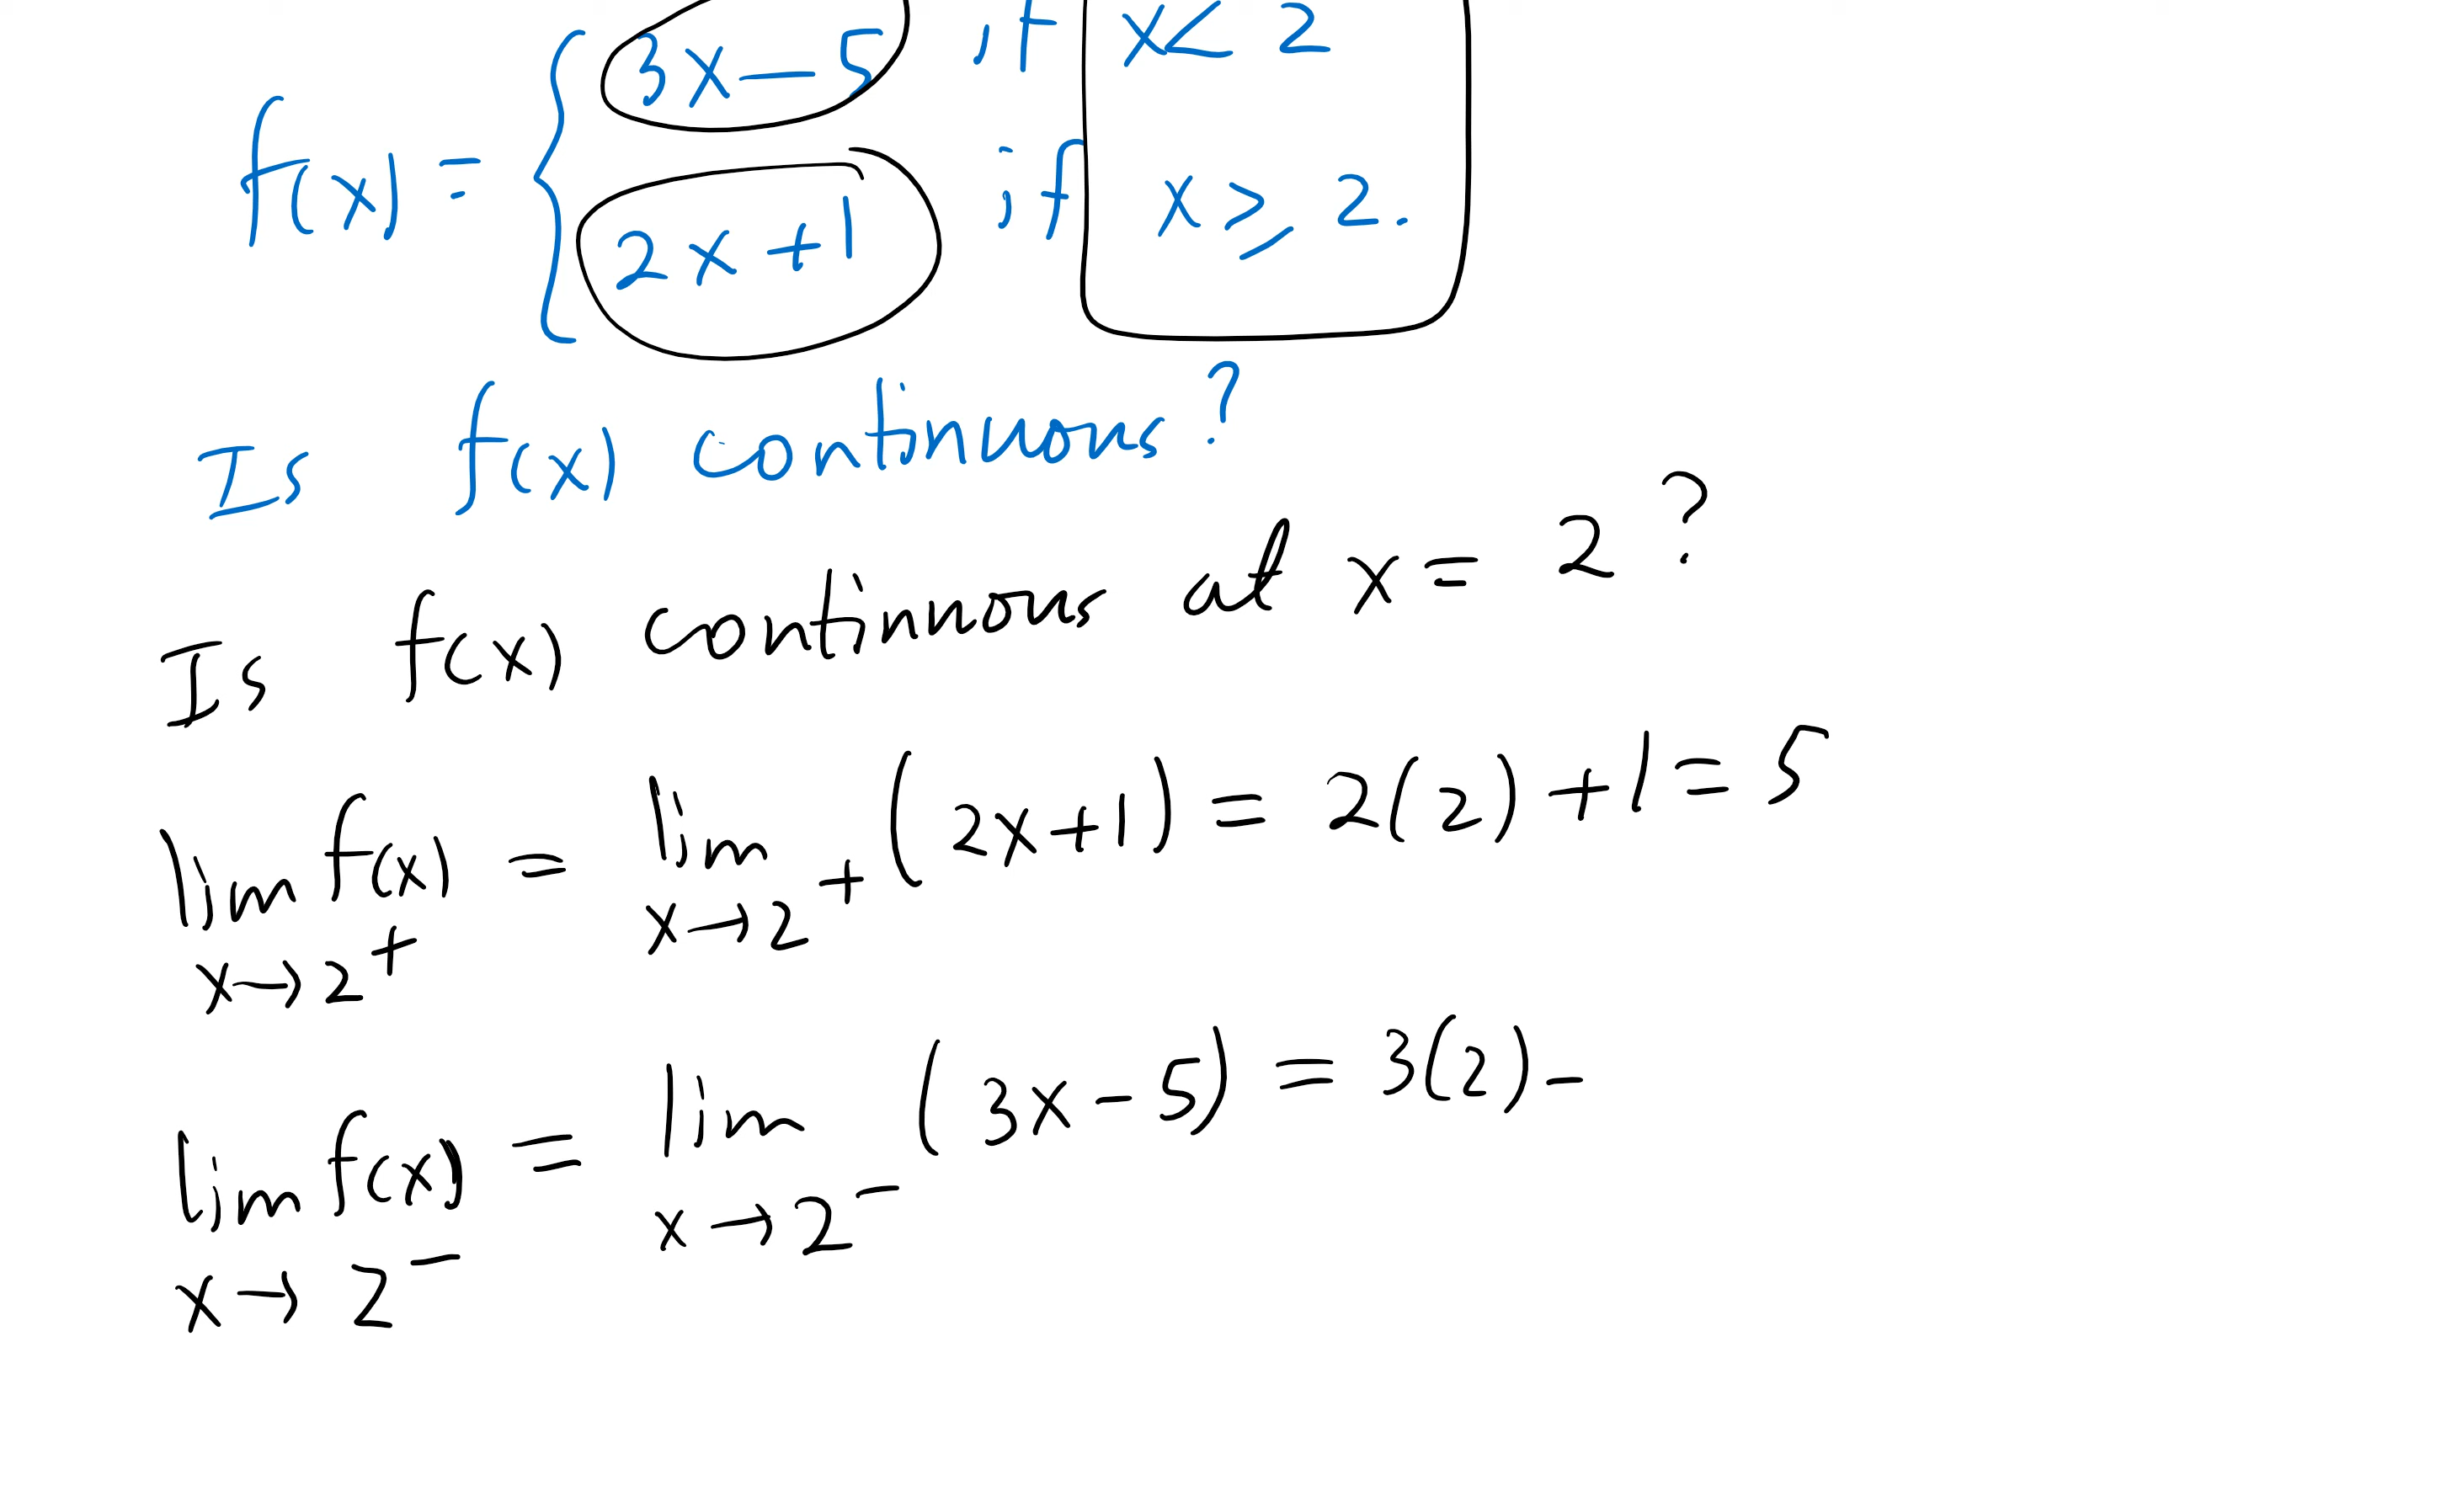 f(x) = { 3x - 5 , if x < 2
2x + 1 if x ⩾ 2.
Is f(x) continuous?
Is f(x) continuous at x = 2?
lim f(x) = lim (2x+1) = 2(2)+1 = 5
x→2⁺ x→2⁺
lim f(x) = lim (3x-5) = 3(2) -
x→2⁻ x→2⁻